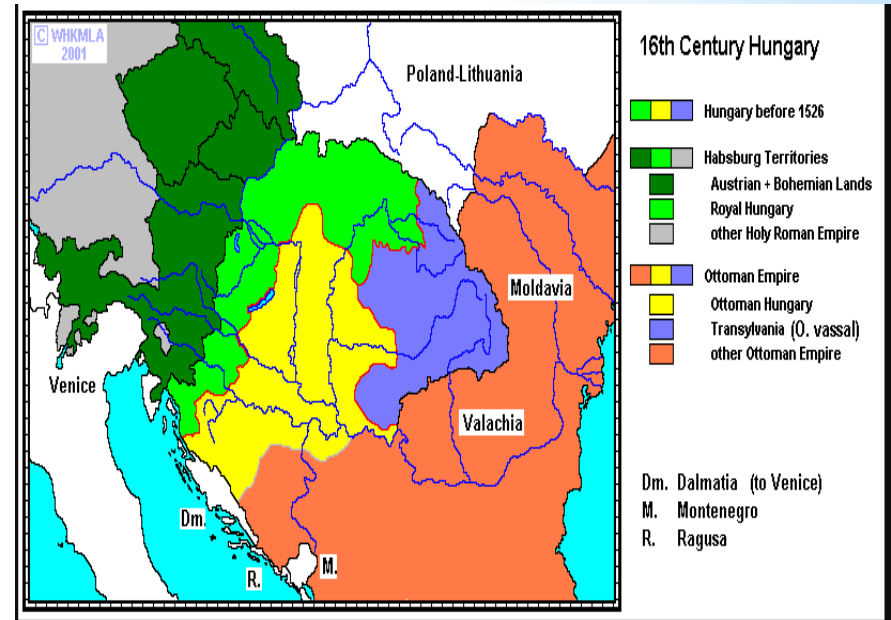 © WHKMLA
2001
Poland-Lithuania
Moldavia
Venice
Valachia
Dm.
R.
M.
16th Century Hungary
Hungary before 1526
Habsburg Territories
Austrian + Bohemian Lands
Royal Hungary
other Holy Roman Empire
Ottoman Empire
Ottoman Hungary
Transylvania (O. vassal)
other Ottoman Empire
Dm. Dalmatia (to Venice)
M. Montenegro
R. Ragusa